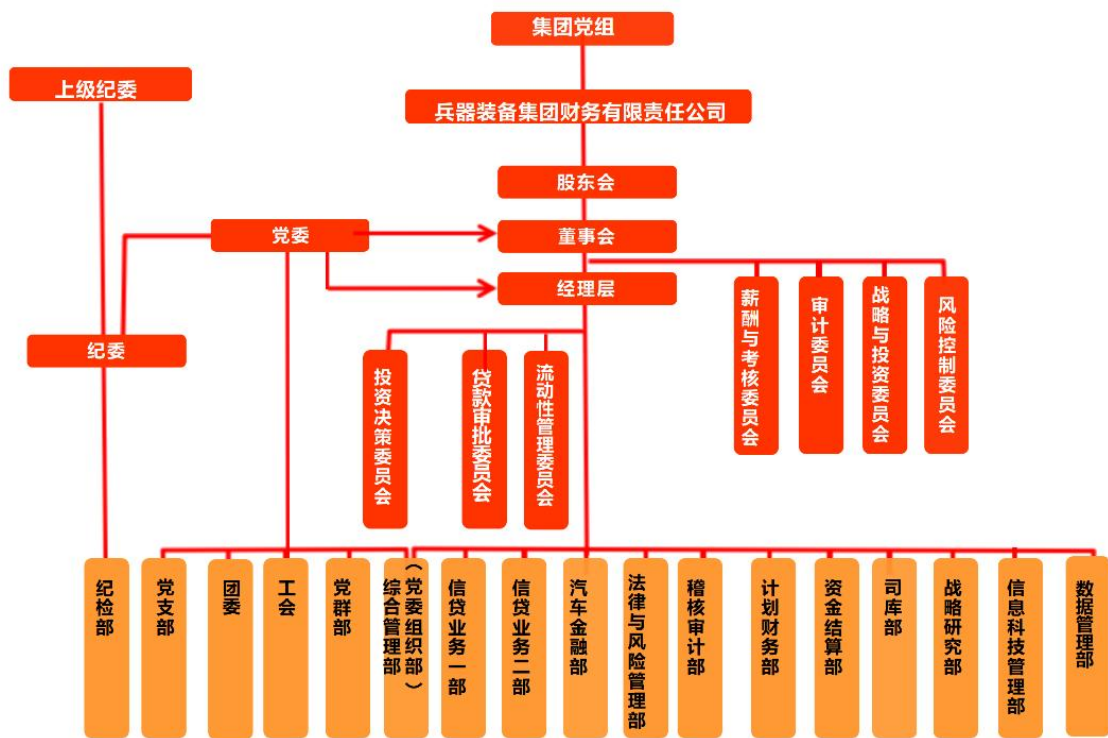 集团党组
上级纪委
兵器装备集团财务有限责任公司
股东会
党委
董事会
经理层
纪委
薪酬与考核委员会
审计委员会
战略与投资委员会
风险控制委员会
投资决策委员会
贷款审批委员会
流动性管理委员会
纪检部
党支部
团委
工会
党群部
综合管理部
（党委组织部）
信贷业务一部
信贷业务二部
汽车金融部
法律与风险管理部
稽核审计部
计划财务部
资金结算部
司库部
战略研究部
信息科技管理部
数据管理部